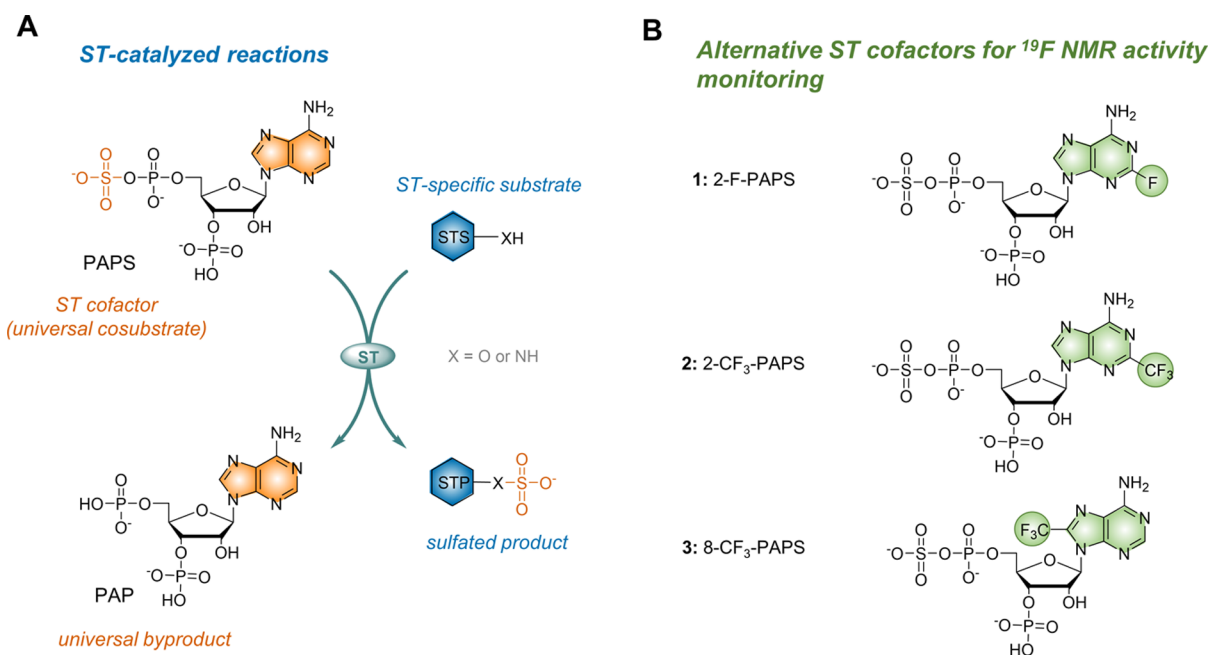 A
ST-catalyzed reactions
NH2
N
N
N
N
O
-O-S-O-P-O
O
O
O-
O
OH
O
-O-P=O
HO
PAPS
ST cofactor
(universal cosubstrate)
ST-specific substrate
STS
XH
ST
X = O or NH
NH2
N
N
N
N
O
HO-P-O
O-
O
OH
O
-O-P=O
HO
PAP
universal byproduct
O
STP
X-S-O-
O
sulfated product
B
Alternative ST cofactors for 19F NMR activity
monitoring
1: 2-F-PAPS
NH2
N
N
N
N
F
O
O
-O-S-O-P-O
O
O-
O
OH
O
-O-P=O
HO
2: 2-CF3-PAPS
NH2
N
N
N
N
CF3
O
O
-O-S-O-P-O
O
O-
O
OH
O
-O-P=O
HO
3: 8-CF3-PAPS
NH2
F3C
N
N
N
N
O
O
-O-S-O-P-O
O
O-
O
OH
O
-O-P=O
HO